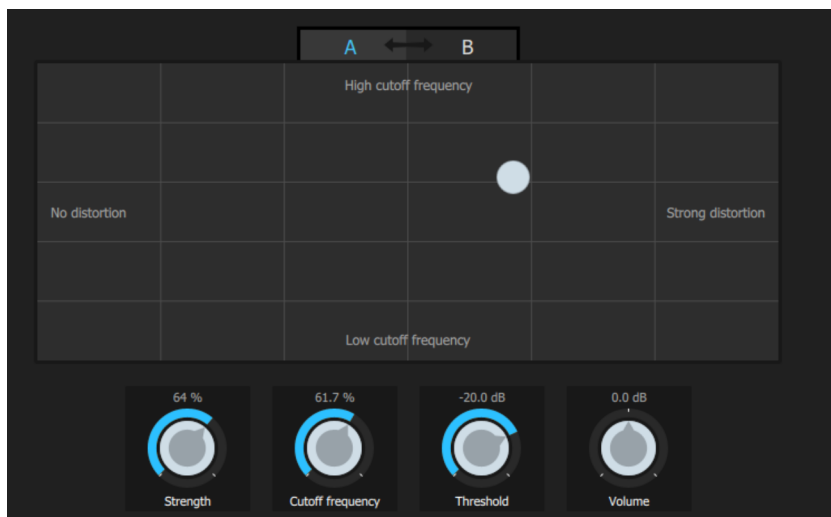 A B
High cutoff frequency
No distortion Strong distortion
Low cutoff frequency
64 % 61.7 % -20.0 dB 0.0 dB
Strength Cutoff frequency Threshold Volume